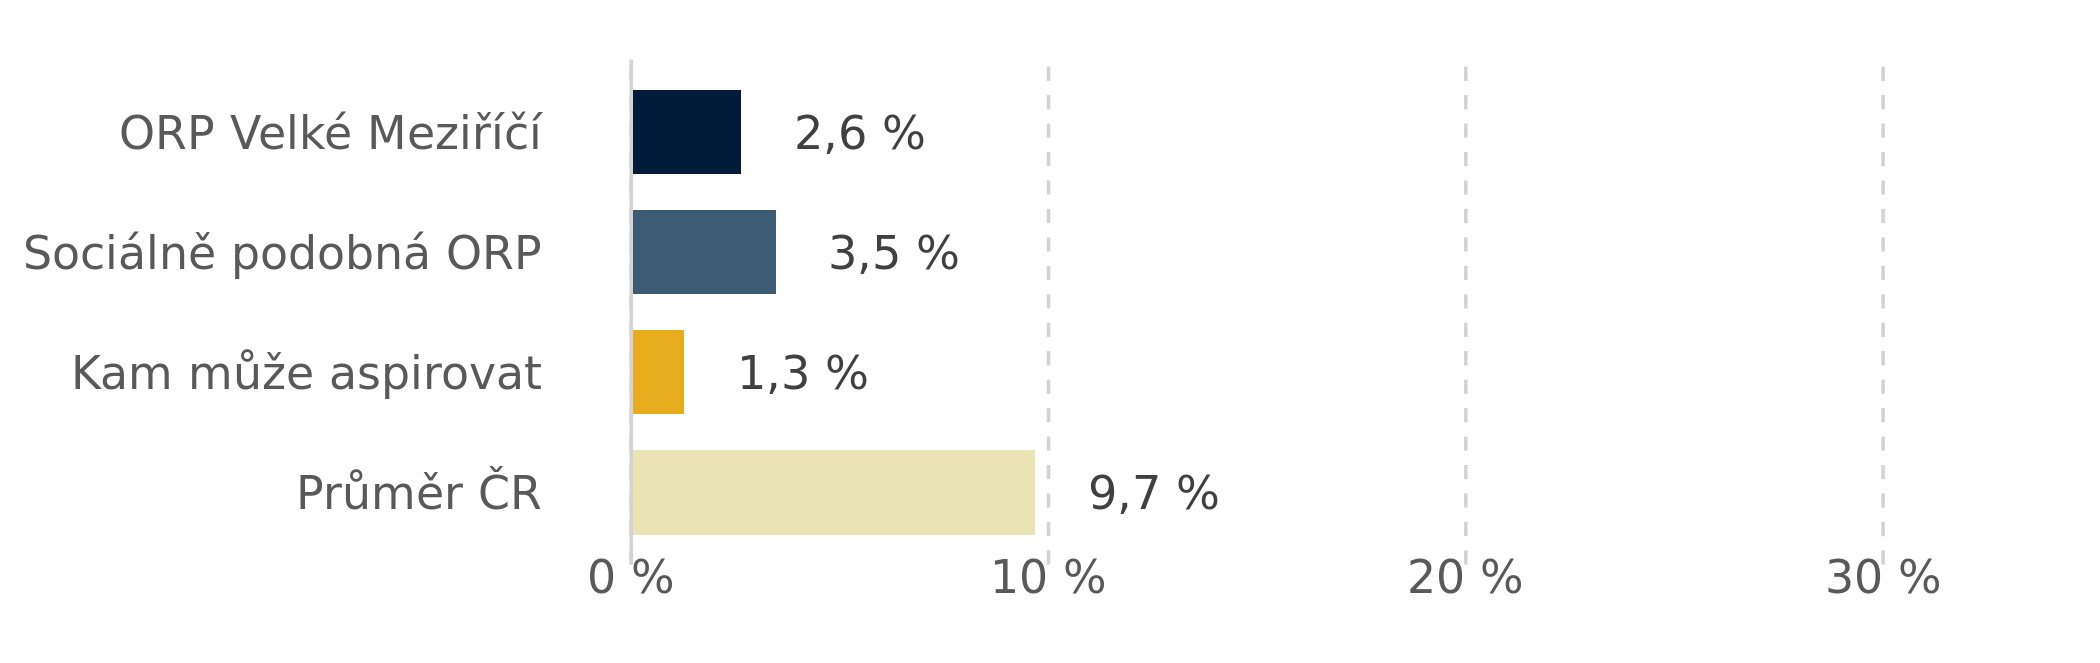 ORP Velké Meziříčí 2,6 %
Sociálně podobná ORP 3,5 %
Kam může aspirovat 1,3 %
Průměr ČR 9,7 %
0 % 10 % 20 % 30 %